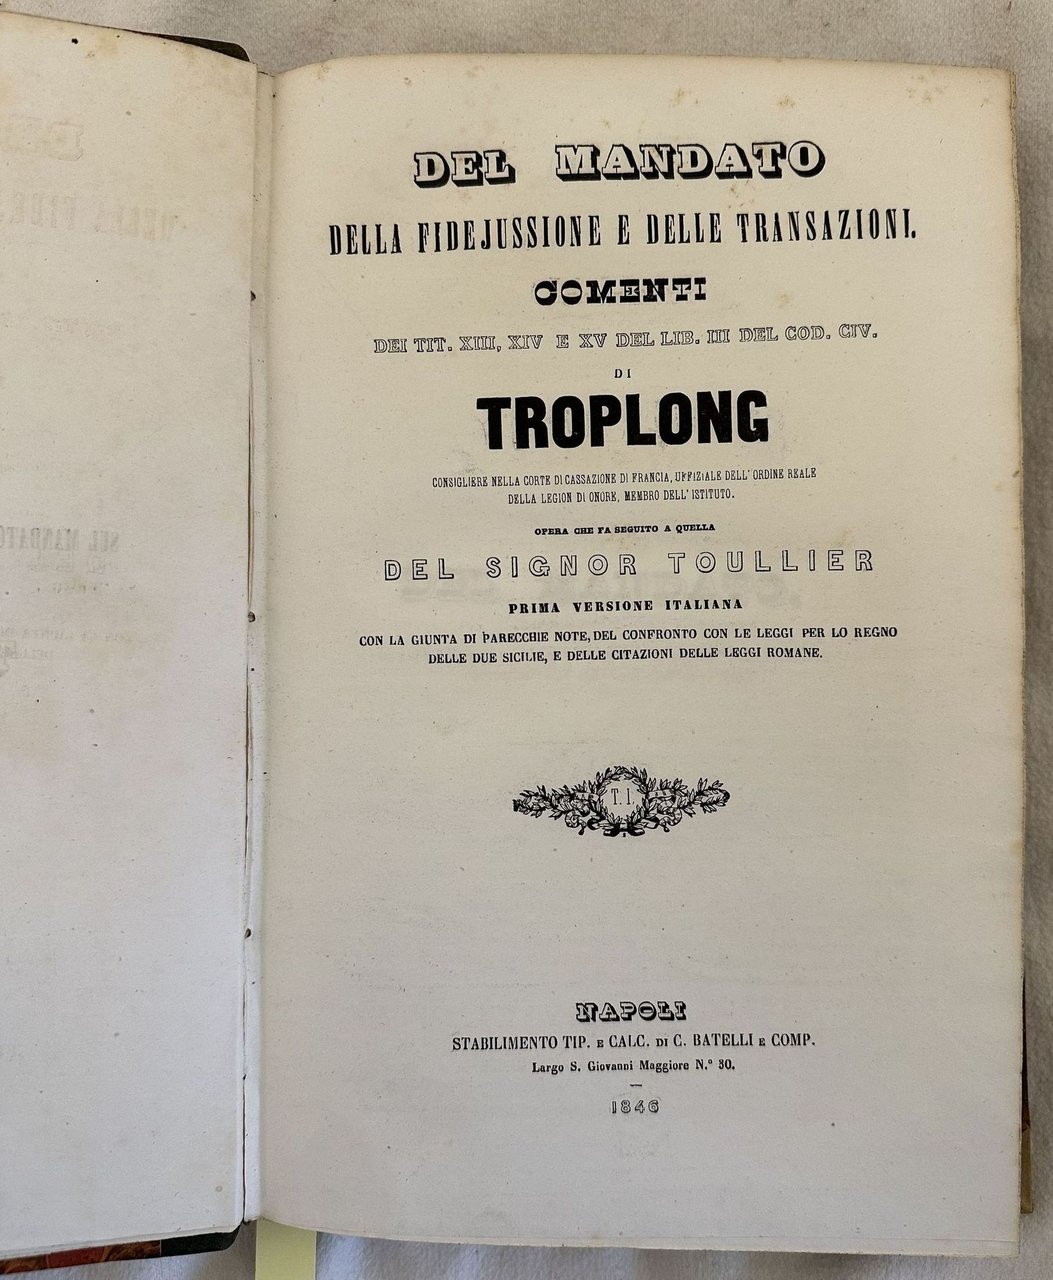 DEL MANDATO
DELLA FIDEJUSSIONE E DELLE TRANSAZIONI.
COMENTI
DEI TIT. XIII, XIV E XV DEL LIB. III DEL COD. CIV.
DI
TROPLONG
CONSIGLIERE NELLA CORTE DI CASSAZIONE DI FRANCIA, UFFIZIALE DELL' ORDINE REALE
DELLA LEGION DI ONORE, MEMBRO DELL' ISTITUTO.
OPERA CHE FA SEGUITO A QUELLA
DEL SIGNOR TOULLIER
PRIMA VERSIONE ITALIANA
CON LA GIUNTA DI PARECCHIE NOTE, DEL CONFRONTO CON LE LEGGI PER LO REGNO
DELLE DUE SICILIE, E DELLE CITAZIONI DELLE LEGGI ROMANE.
T. I.
NAPOLI
STABILIMENTO TIP. E CALC. DI C. BATELLI E COMP.
Largo S. Giovanni Maggiore N.° 30.
1846